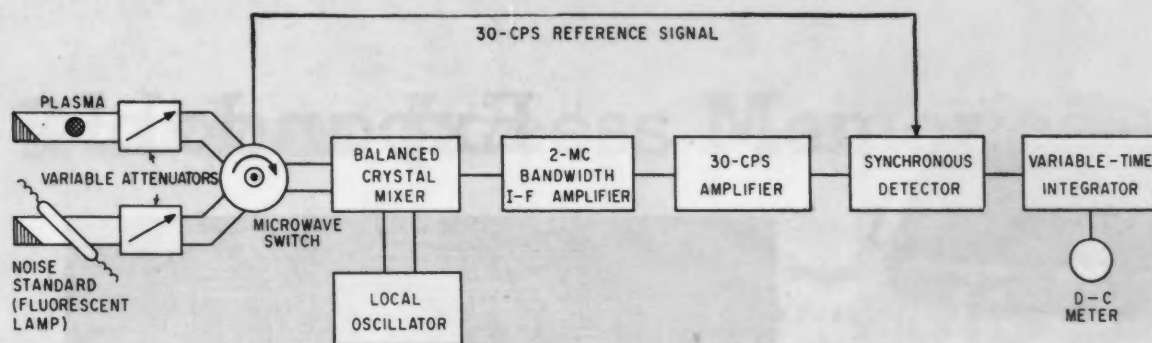 30-CPS REFERENCE SIGNAL
PLASMA
VARIABLE ATTENUATORS
NOISE
STANDARD
(FLUORESCENT
LAMP)
MICROWAVE
SWITCH
BALANCED
CRYSTAL
MIXER
LOCAL
OSCILLATOR
2-MC
BANDWIDTH
I-F AMPLIFIER
30-CPS
AMPLIFIER
SYNCHRONOUS
DETECTOR
VARIABLE-TIME
INTEGRATOR
D-C
METER